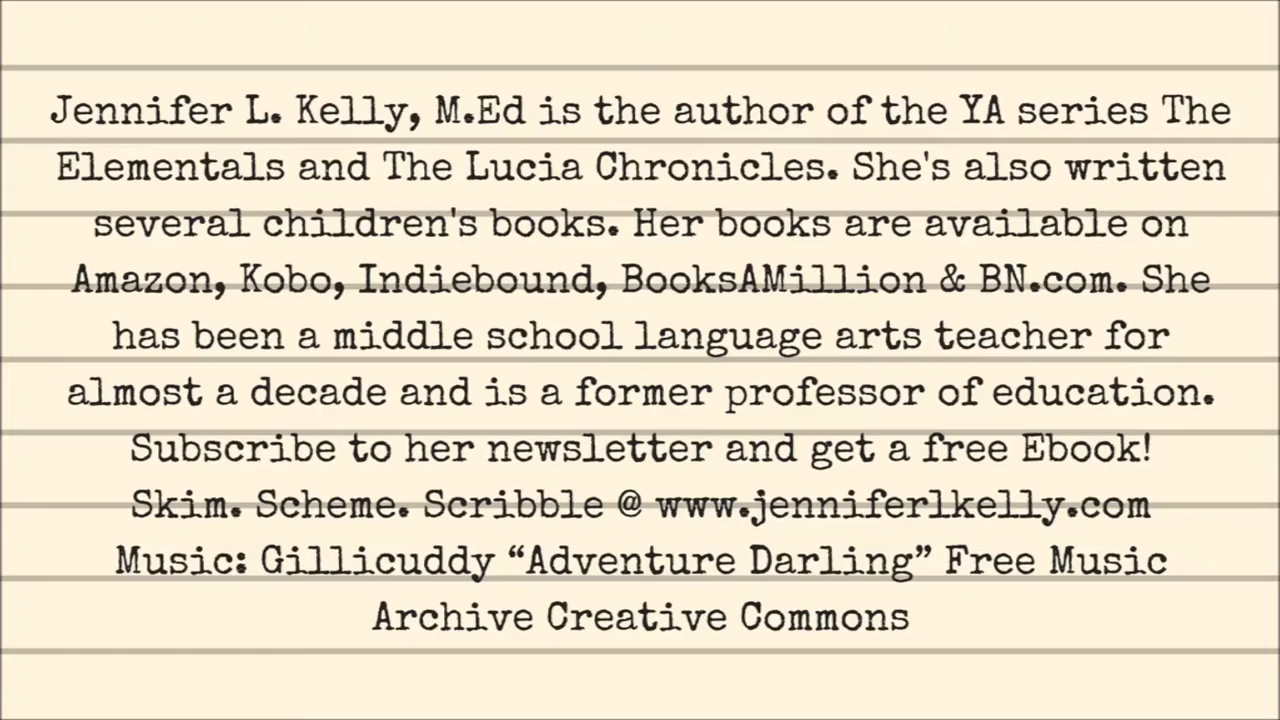 Jennifer L. Kelly, M.Ed is the author of the YA series The
Elementals and The Lucia Chronicles. She's also written
several children's books. Her books are available on
Amazon, Kobo, Indiebound, BooksAMillion & BN.com. She
has been a middle school language arts teacher for
almost a decade and is a former professor of education.
Subscribe to her newsletter and get a free Ebook!
Skim. Scheme. Scribble @ www.jenniferlkelly.com
Music: Gillicuddy “Adventure Darling” Free Music
Archive Creative Commons